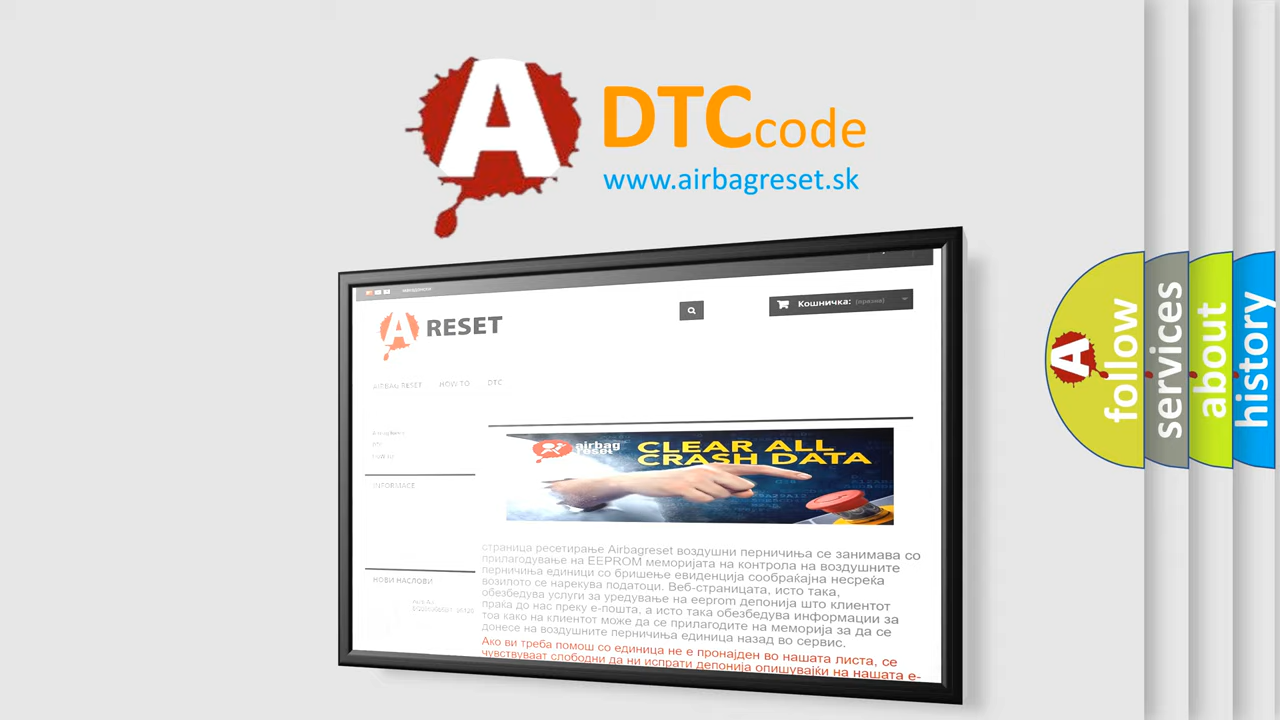 A DTCcode
www.airbagreset.sk
Кошничка: (празни)
A RESET
AIRBAG RESET HOW TO DTC
airbag
reset
CLEAR ALL
CRASH DATA
INFORMACE
НОВИ НАСЛОВИ
страница ресетирање Airbagreset воздушни перничиња се занимава со
прилагодување на EEPROM меморијата на контрола на воздушните
перничиња единици со бришење евиденција сообраќајна несреќа
возилото се нарекува податоци. Веб-страницата, исто така,
обезбедува услуги за уредување на eeprom депонија што клиентот
праќа до нас преку е-пошта, а исто така обезбедува информации за
тоа како на клиентот може да се прилагодите на меморија за да се
донесе на воздушните перничиња единица назад во сервис.
Ако ви треба помош со единица не е пронајден во нашата листа, се
чувствуваат слободни да ни испрати депонија опишувајќи на нашата е-
A follow
services
about
history